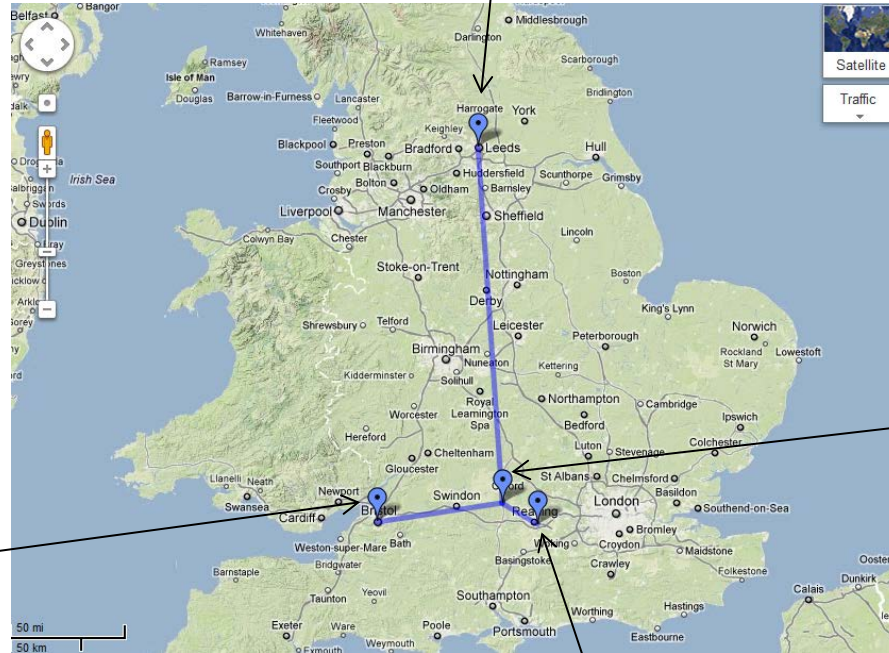 Belfast
Bangor
Middlesbrough
Whitehaven
Darlington
Satellite
Traffic
Isle of Man
Ramsey
Douglas
Scarborough
Barrow-in-Furness
Lancaster
Harrogate
York
Bridlington
Fleetwood
Keighley
Blackpool
Preston
Bradford
Leeds
Hull
Blackburn
Southport
Huddersfield
Irish Sea
Bolton
Oldham
Barnsley
Scunthorpe
Grimsby
Crosby
Swords
Liverpool
Manchester
Sheffield
Dublin
Bray
Colwyn Bay
Chester
Lincoln
Greystones
Stoke-on-Trent
Nottingham
Boston
Derby
King's Lynn
Shrewsbury
Telford
Leicester
Peterborough
Norwich
Birmingham
Nuneaton
Rockland
St Mary
Lowestoft
Solihull
Kidderminster
Kettering
Royal
Leamington
Spa
Northampton
Cambridge
Worcester
Bedford
Ipswich
Hereford
Cheltenham
Luton
Stevenage
Colchester
Gloucester
Llanelli
Neath
Newport
St Albans
Chelmsford
Swansea
Cardiff
Bristol
Swindon
London
Basildon
Southend-on-Sea
Reading
Weston-super-Mare
Bath
Woking
Croydon
Bromley
Barnstaple
Bridgwater
Basingstoke
Maidstone
Taunton
Yeovil
Crawley
Folkestone
Calais
Dunkirk
Southampton
Hastings
50 mi
50 km
Exeter
Ware
Poole
Portsmouth
Worthing
Eastbourne
Exmouth
Weymouth